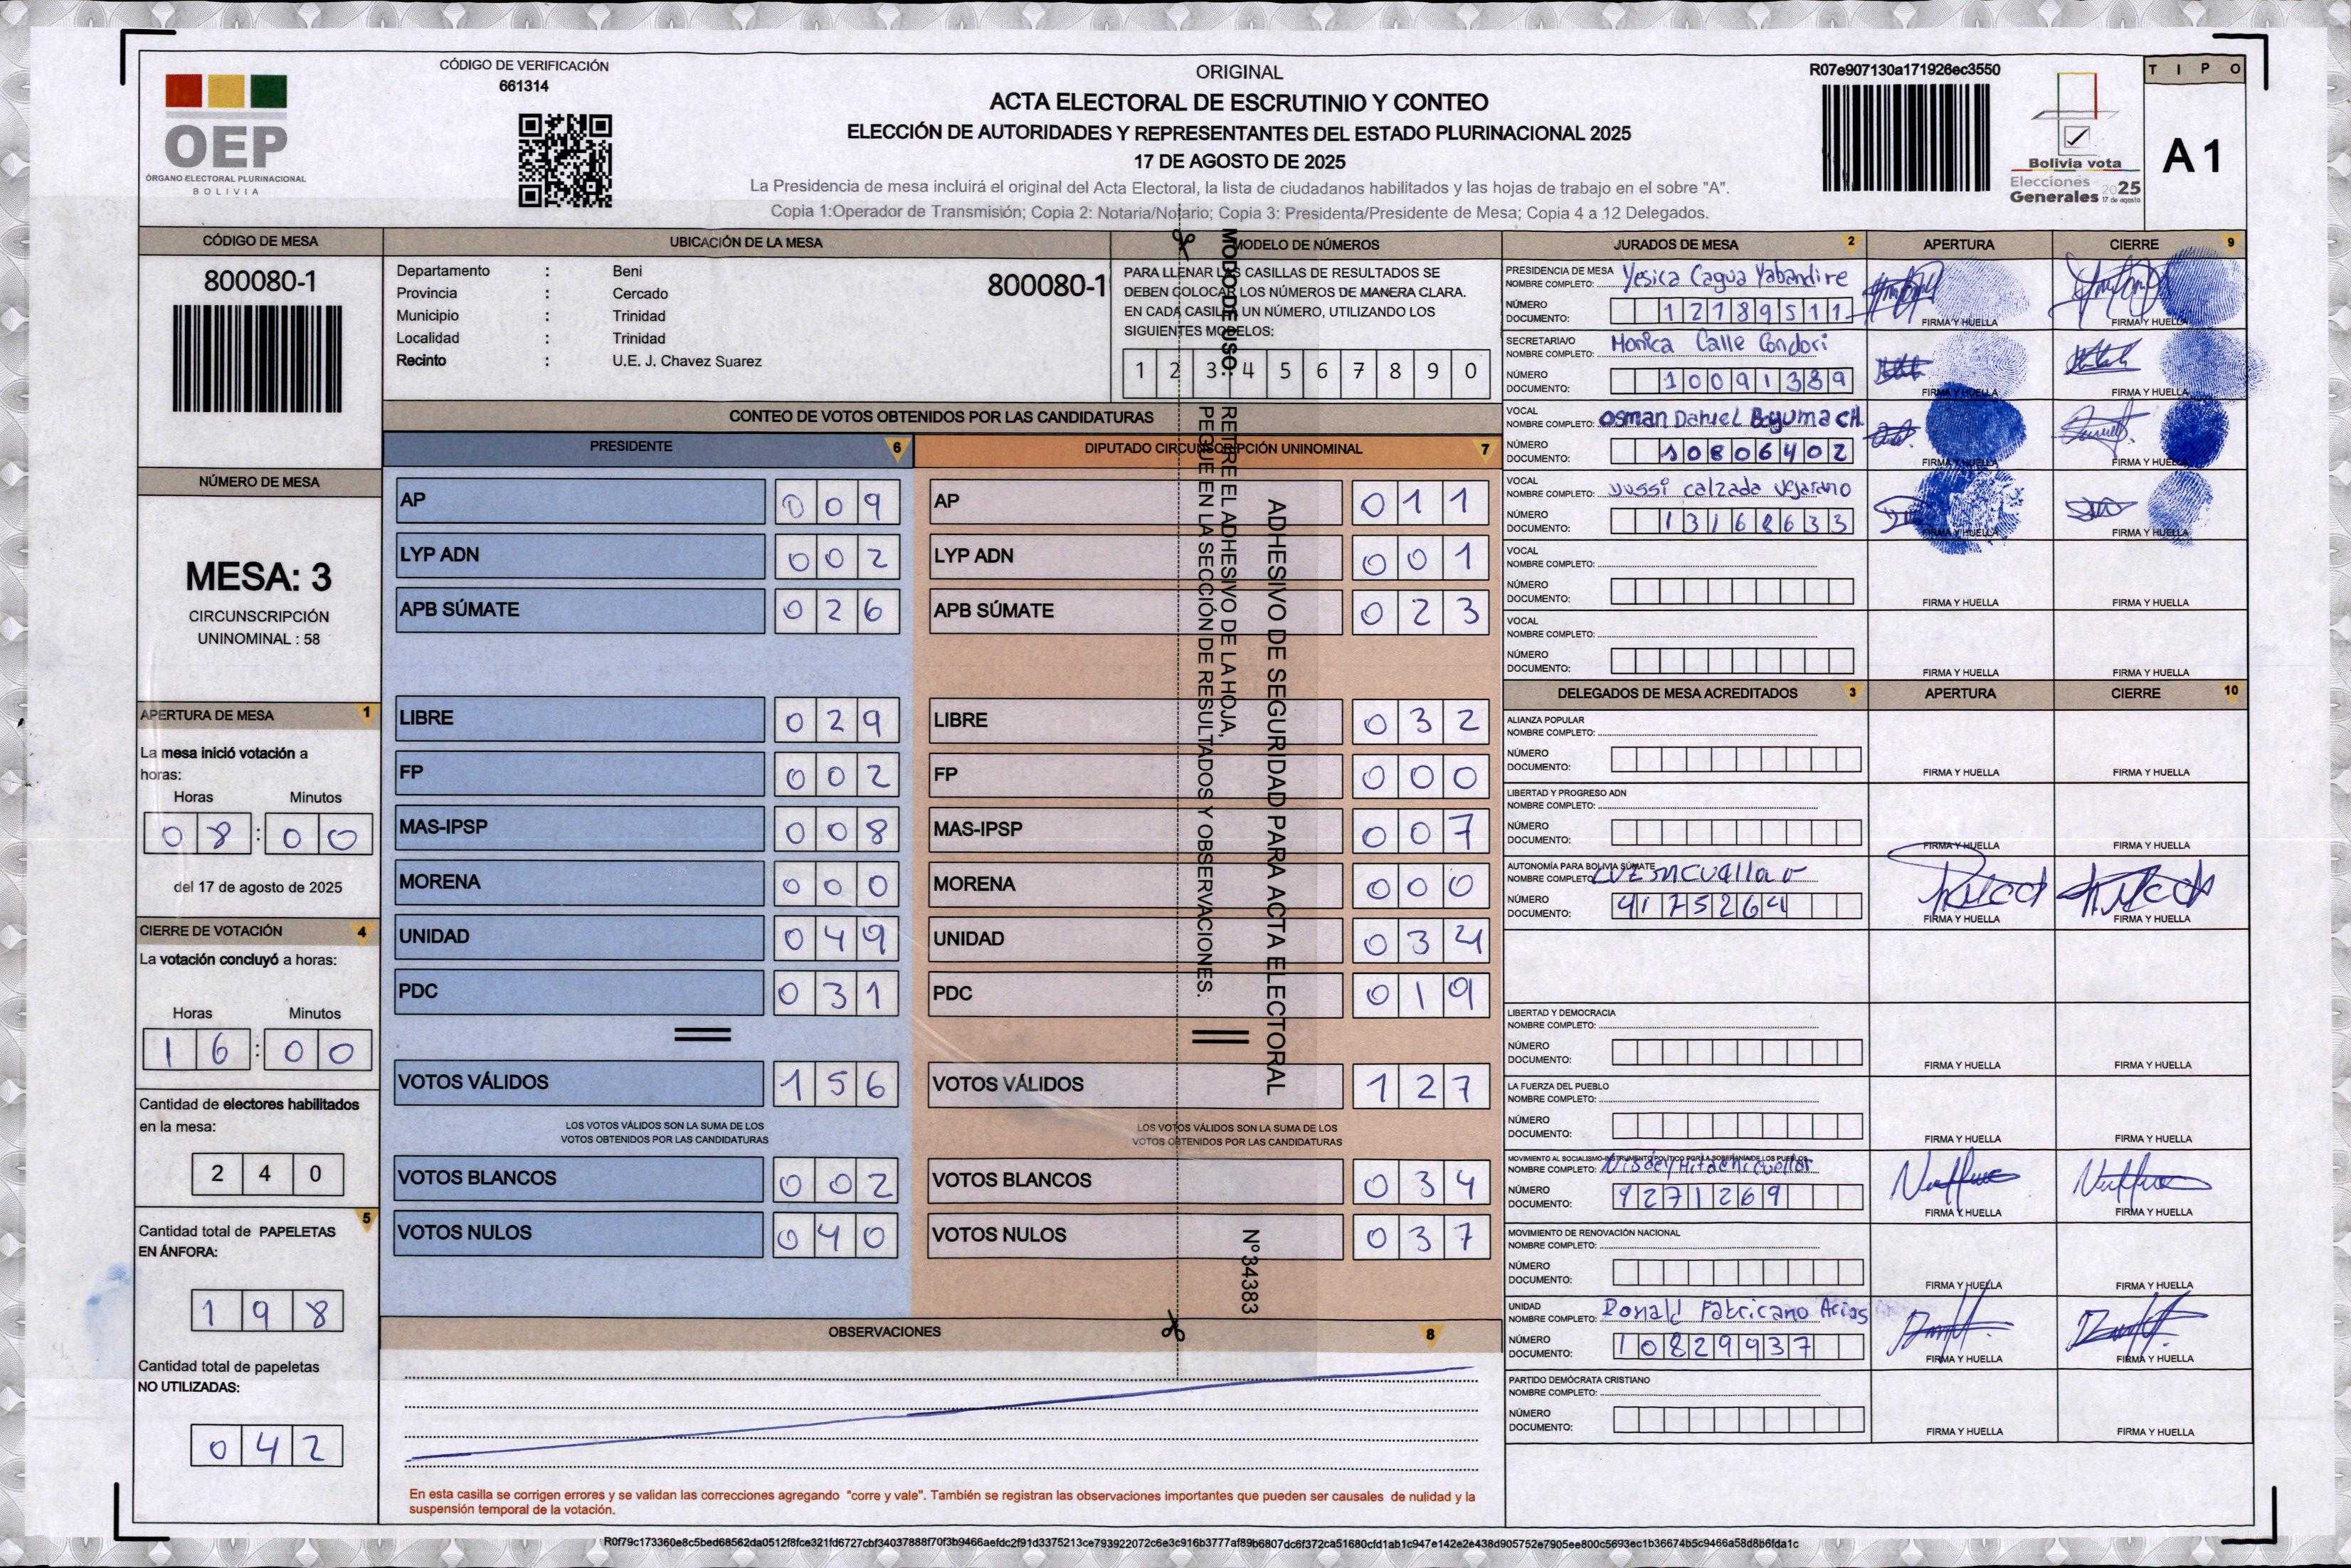 CÓDIGO DE VERIFICACIÓN
661314
OEP
ÓRGANO ELECTORAL PLURINACIONAL
BOLIVIA
ORIGINAL
ACTA ELECTORAL DE ESCRUTINIO Y CONTEO
ELECCIÓN DE AUTORIDADES Y REPRESENTANTES DEL ESTADO PLURINACIONAL 2025
17 DE AGOSTO DE 2025
La Presidencia de mesa incluirá el original del Acta Electoral, la lista de ciudadanos habilitados y las hojas de trabajo en el sobre "A".
Copia 1:Operador de Transmisión; Copia 2: Notaria/Notario; Copia 3: Presidenta/Presidente de Mesa; Copia 4 a 12 Delegados.
R07e907130a171926ec3550
Bolivia vota
Elecciones
Generales 2025
17 de agosto
TIPO
A1
CÓDIGO DE MESA
800080-1
NÚMERO DE MESA
MESA: 3
CIRCUNSCRIPCIÓN
UNINOMINAL : 58
APERTURA DE MESA 1
La mesa inició votación a
horas:
Horas Minutos
08 : 00
del 17 de agosto de 2025
CIERRE DE VOTACIÓN 4
La votación concluyó a horas:
Horas Minutos
16 : 00
Cantidad de electores habilitados
en la mesa:
240
5
Cantidad total de PAPELETAS
EN ÁNFORA:
198
Cantidad total de papeletas
NO UTILIZADAS:
042
UBICACIÓN DE LA MESA
Departamento : Beni
Provincia : Cercado
Municipio : Trinidad
Localidad : Trinidad
Recinto : U.E. J. Chavez Suarez
800080-1
MODELO DE NÚMEROS
PARA LLENAR LAS CASILLAS DE RESULTADOS SE
DEBEN COLOCAR LOS NÚMEROS DE MANERA CLARA.
EN CADA CASILLA UN NÚMERO, UTILIZANDO LOS
SIGUIENTES MODELOS:
1 2 3 4 5 6 7 8 9 0
CONTEO DE VOTOS OBTENIDOS POR LAS CANDIDATURAS
PRESIDENTE 6
AP 009
LYP ADN 002
APB SÚMATE 026
LIBRE 029
FP 002
MAS-IPSP 008
MORENA 000
UNIDAD 049
PDC 031
VOTOS VÁLIDOS 156
LOS VOTOS VÁLIDOS SON LA SUMA DE LOS
VOTOS OBTENIDOS POR LAS CANDIDATURAS
VOTOS BLANCOS 002
VOTOS NULOS 040
DIPUTADO CIRCUNSCRIPCIÓN UNINOMINAL 7
AP 011
LYP ADN 001
APB SÚMATE 023
LIBRE 032
FP 000
MAS-IPSP 007
MORENA 000
UNIDAD 034
PDC 019
VOTOS VÁLIDOS 127
LOS VOTOS VÁLIDOS SON LA SUMA DE LOS
VOTOS OBTENIDOS POR LAS CANDIDATURAS
VOTOS BLANCOS 034
VOTOS NULOS 037
MODO DE USO:
RETIRE EL ADHESIVO DE LA HOJA,
PEGUE EN LA SECCIÓN DE RESULTADOS Y OBSERVACIONES.
ADHESIVO DE SEGURIDAD PARA ACTA ELECTORAL
Nº 34383
OBSERVACIONES 8
En esta casilla se corrigen errores y se validan las correcciones agregando "corre y vale". También se registran las observaciones importantes que pueden ser causales de nulidad y la
suspensión temporal de la votación.
JURADOS DE MESA 2 APERTURA CIERRE 9
PRESIDENCIA DE MESA
NOMBRE COMPLETO: Yesica Cagua Yabandire
NÚMERO
DOCUMENTO: 12789511
FIRMA Y HUELLA FIRMA Y HUELLA
SECRETARIA/O
NOMBRE COMPLETO: Monica Calle Condori
NÚMERO
DOCUMENTO: 10091389
FIRMA Y HUELLA FIRMA Y HUELLA
VOCAL
NOMBRE COMPLETO: Osman Daniel
NÚMERO
DOCUMENTO: 10806402
FIRMA Y HUELLA FIRMA Y HUELLA
VOCAL
NOMBRE COMPLETO: calzada vejarano
NÚMERO
DOCUMENTO: 13168633
FIRMA Y HUELLA FIRMA Y HUELLA
VOCAL
NOMBRE COMPLETO:
NÚMERO
DOCUMENTO:
FIRMA Y HUELLA FIRMA Y HUELLA
VOCAL
NOMBRE COMPLETO:
NÚMERO
DOCUMENTO:
FIRMA Y HUELLA FIRMA Y HUELLA
DELEGADOS DE MESA ACREDITADOS 3 APERTURA CIERRE 10
ALIANZA POPULAR
NOMBRE COMPLETO:
NÚMERO
DOCUMENTO:
FIRMA Y HUELLA FIRMA Y HUELLA
LIBERTAD Y PROGRESO ADN
NOMBRE COMPLETO:
NÚMERO
DOCUMENTO:
FIRMA Y HUELLA FIRMA Y HUELLA
AUTONOMÍA PARA BOLIVIA SÚMATE
NOMBRE COMPLETO:
NÚMERO
DOCUMENTO: 4175264
FIRMA Y HUELLA FIRMA Y HUELLA
LIBERTAD Y DEMOCRACIA
NOMBRE COMPLETO:
NÚMERO
DOCUMENTO:
FIRMA Y HUELLA FIRMA Y HUELLA
LA FUERZA DEL PUEBLO
NOMBRE COMPLETO:
NÚMERO
DOCUMENTO:
FIRMA Y HUELLA FIRMA Y HUELLA
MOVIMIENTO AL SOCIALISMO-INSTRUMENTO POLÍTICO POR LA SOBERANÍA DE LOS PUEBLOS
NOMBRE COMPLETO:
NÚMERO
DOCUMENTO: 9271269
FIRMA Y HUELLA FIRMA Y HUELLA
MOVIMIENTO DE RENOVACIÓN NACIONAL
NOMBRE COMPLETO:
NÚMERO
DOCUMENTO:
FIRMA Y HUELLA FIRMA Y HUELLA
UNIDAD
NOMBRE COMPLETO: Ronald Fatricano Arias
NÚMERO
DOCUMENTO: 10829937
FIRMA Y HUELLA FIRMA Y HUELLA
PARTIDO DEMÓCRATA CRISTIANO
NOMBRE COMPLETO:
NÚMERO
DOCUMENTO:
FIRMA Y HUELLA FIRMA Y HUELLA